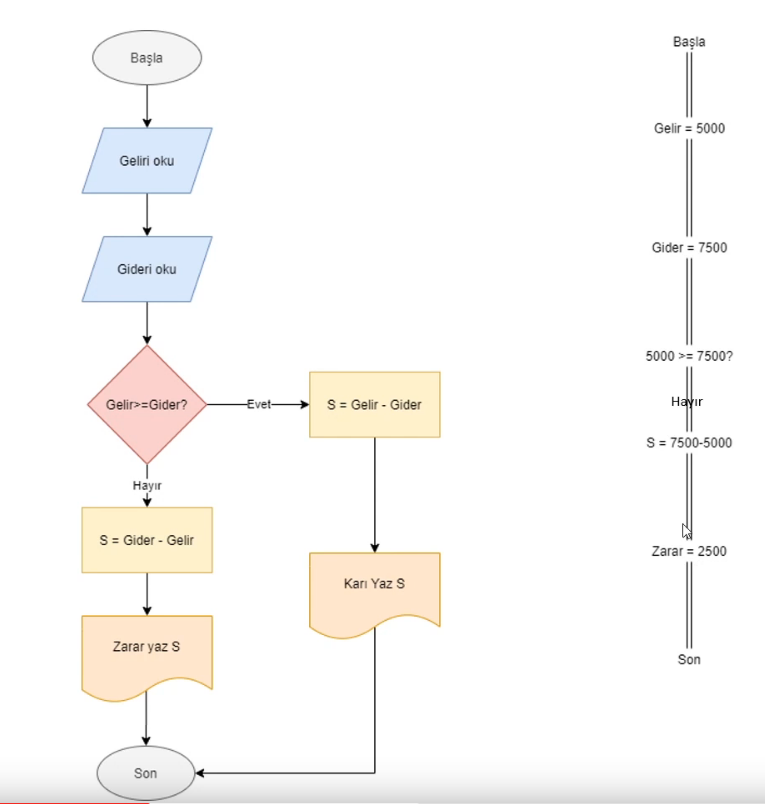 Başla
Geliri oku
Gideri oku
Gelir>=Gider?
Evet
S = Gelir - Gider
Hayır
S = Gider - Gelir
Karı Yaz S
Zarar yaz S
Son
Başla
Gelir = 5000
Gider = 7500
5000 >= 7500?
Hayır
S = 7500-5000
Zarar = 2500
Son